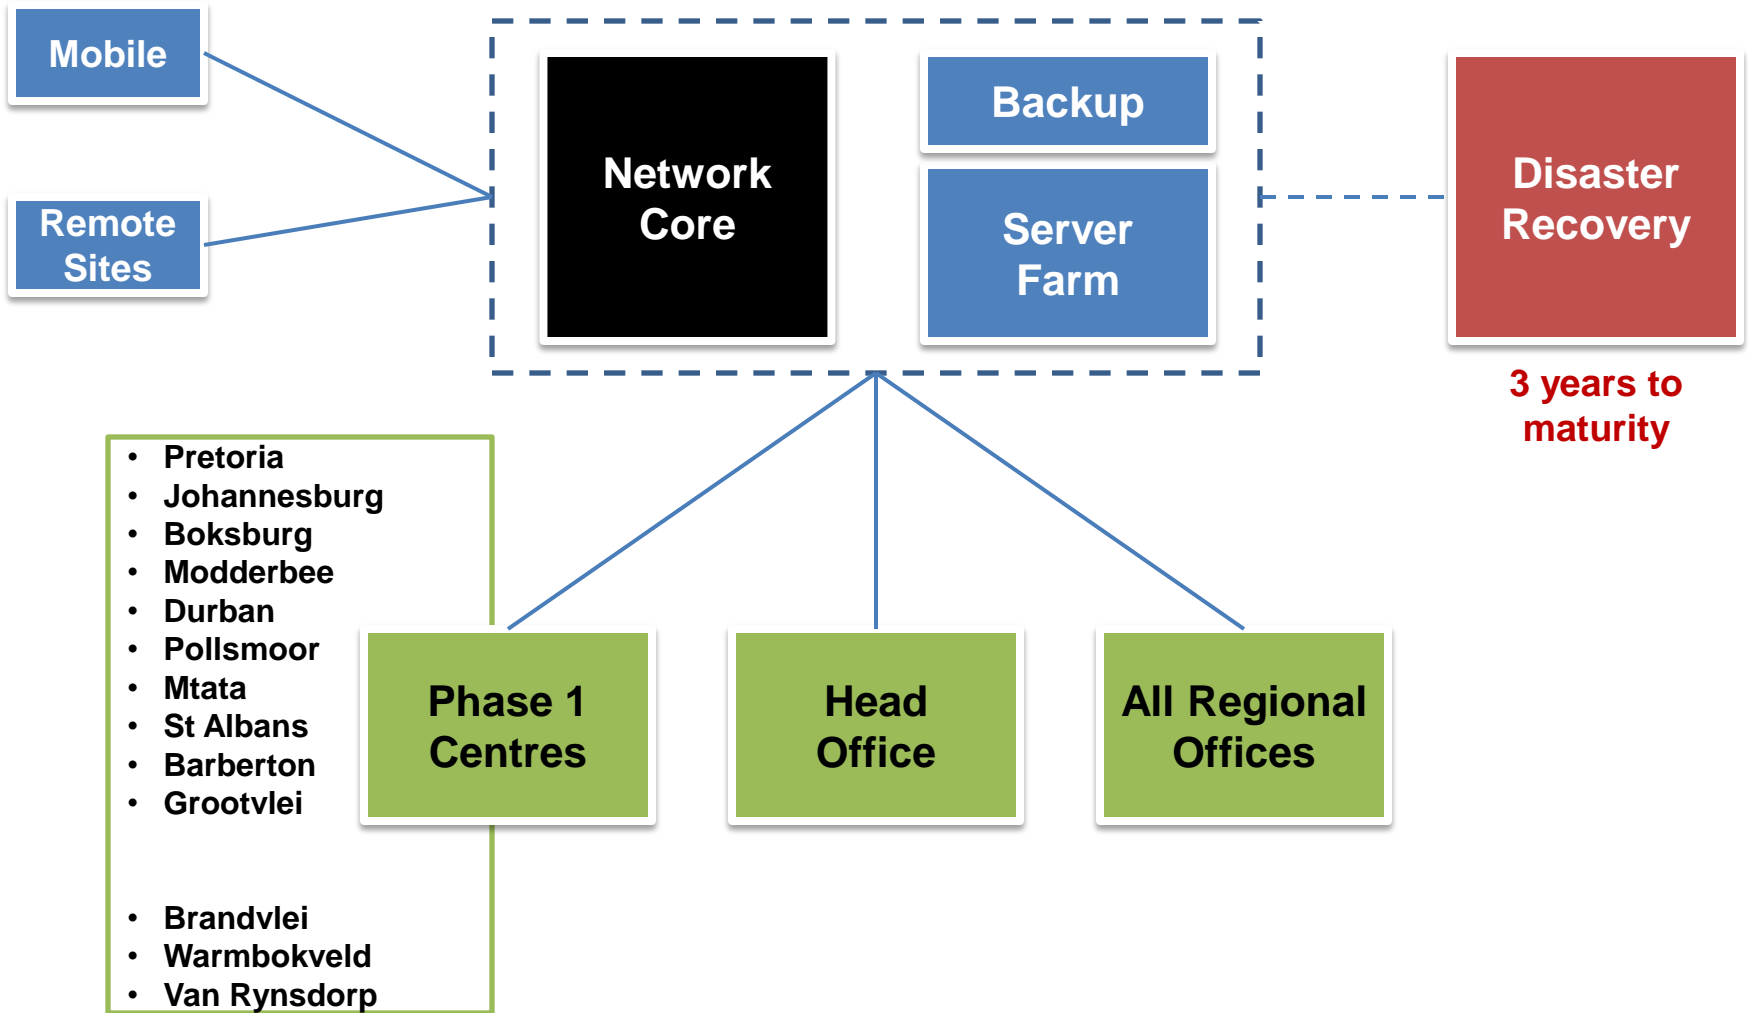 Mobile
Remote
Sites
Network
Core
Backup
Server
Farm
Disaster
Recovery
3 years to
maturity
• Pretoria
• Johannesburg
• Boksburg
• Modderbee
• Durban
• Pollsmoor
• Mtata
• St Albans
• Barberton
• Grootvlei
• Brandvlei
• Warmbokveld
• Van Rynsdorp
Phase 1
Centres
Head
Office
All Regional
Offices